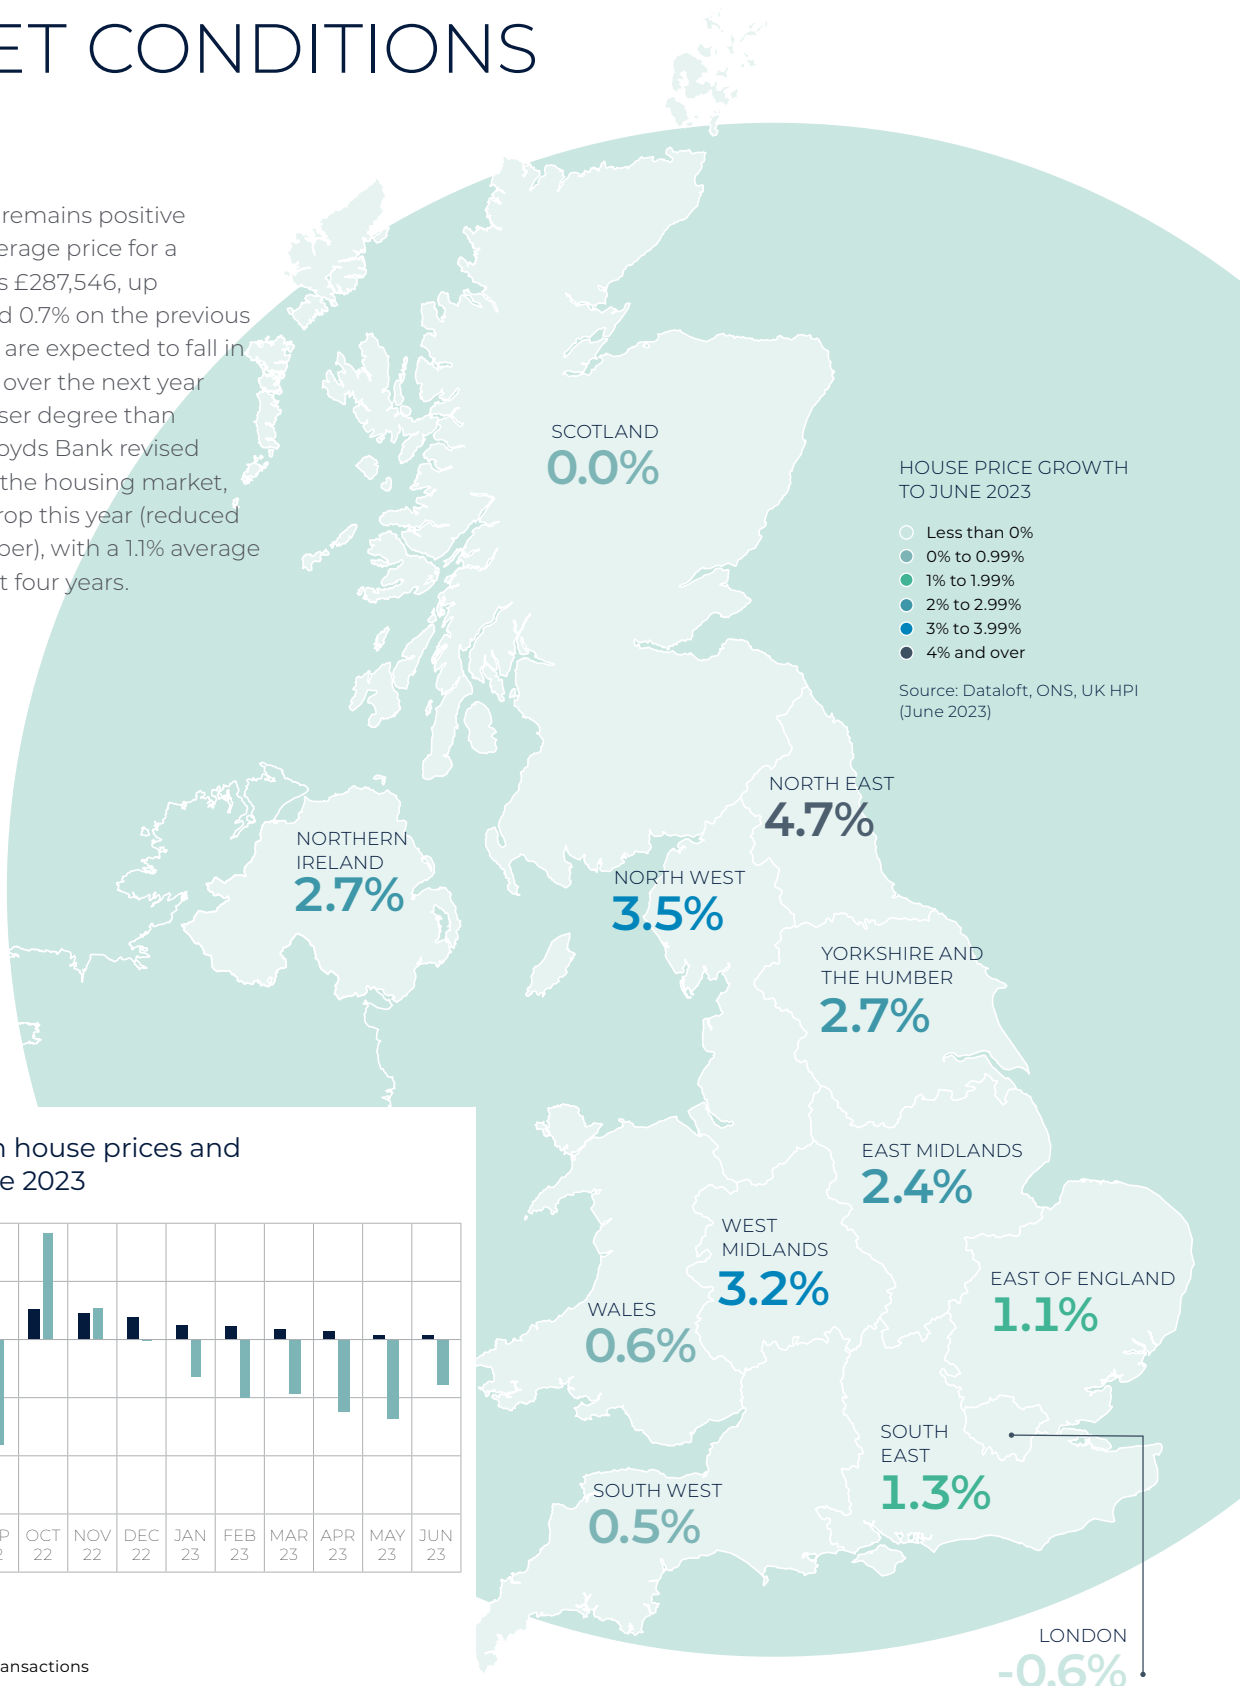 ET CONDITIONS
remains positive
erage price for a
s £287,546, up
d 0.7% on the previous
are expected to fall in
over the next year
ser degree than
oyds Bank revised
the housing market,
rop this year (reduced
ber), with a 1.1% average
t four years.
SCOTLAND
0.0%
HOUSE PRICE GROWTH
TO JUNE 2023
Less than 0%
0% to 0.99%
1% to 1.99%
2% to 2.99%
3% to 3.99%
4% and over
Source: Dataloft, ONS, UK HPI
(June 2023)
NORTH EAST
4.7%
NORTHERN
IRELAND
2.7%
NORTH WEST
3.5%
YORKSHIRE AND
THE HUMBER
2.7%
EAST MIDLANDS
2.4%
WEST
MIDLANDS
3.2%
EAST OF ENGLAND
1.1%
WALES
0.6%
SOUTH
EAST
1.3%
SOUTH WEST
0.5%
LONDON
-0.6%
n house prices and
e 2023
P OCT NOV DEC JAN FEB MAR APR MAY JUN
2 22 22 22 23 23 23 23 23 23
ansactions